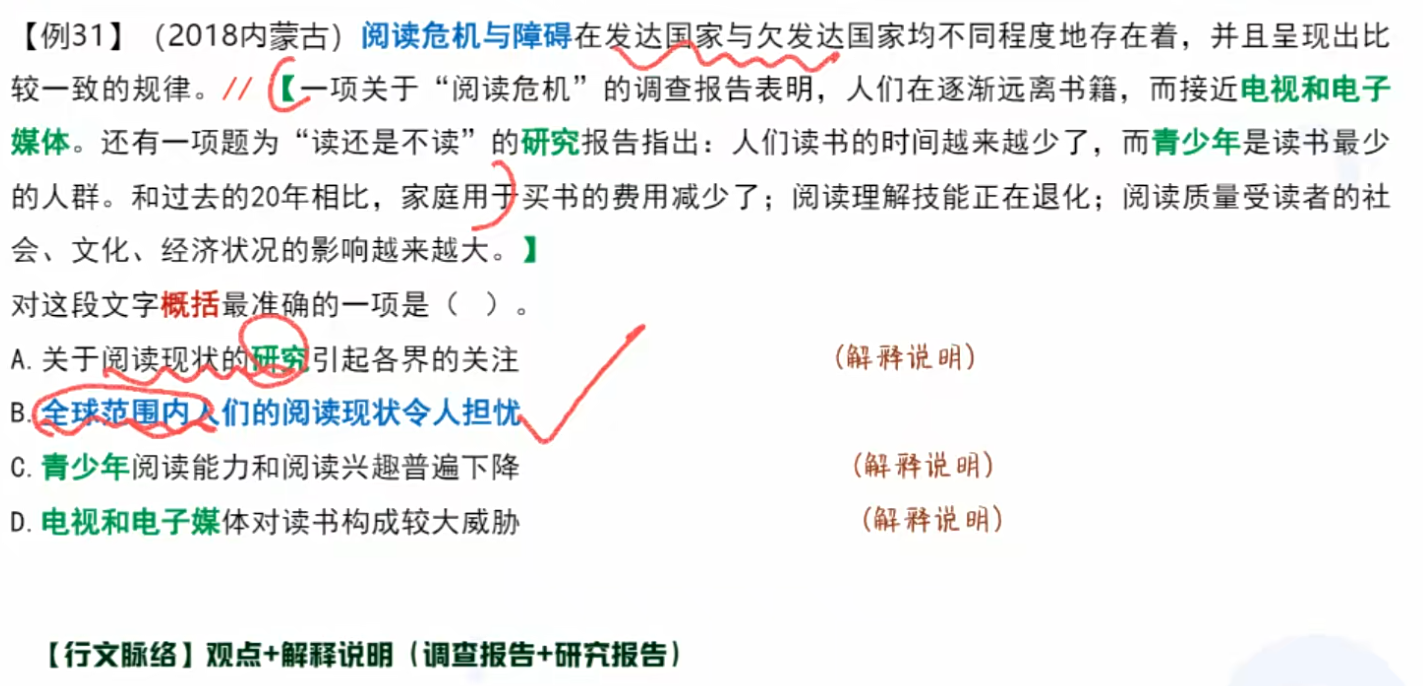 【例31】（2018内蒙古）阅读危机与障碍在发达国家与欠发达国家均不同程度地存在着，并且呈现出比
较一致的规律。//【一项关于“阅读危机”的调查报告表明，人们在逐渐远离书籍，而接近电视和电子
媒体。还有一项题为“读还是不读”的研究报告指出：人们读书的时间越来越少了，而青少年是读书最少
的人群。和过去的20年相比，家庭用于买书的费用减少了；阅读理解技能正在退化；阅读质量受读者的社
会、文化、经济状况的影响越来越大。】
对这段文字概括最准确的一项是（ ）。
A. 关于阅读现状的研究引起各界的关注 （解释说明）
B. 全球范围内人们的阅读现状令人担忧
C. 青少年阅读能力和阅读兴趣普遍下降 （解释说明）
D. 电视和电子媒体对读书构成较大威胁 （解释说明）
【行文脉络】观点+解释说明（调查报告+研究报告）